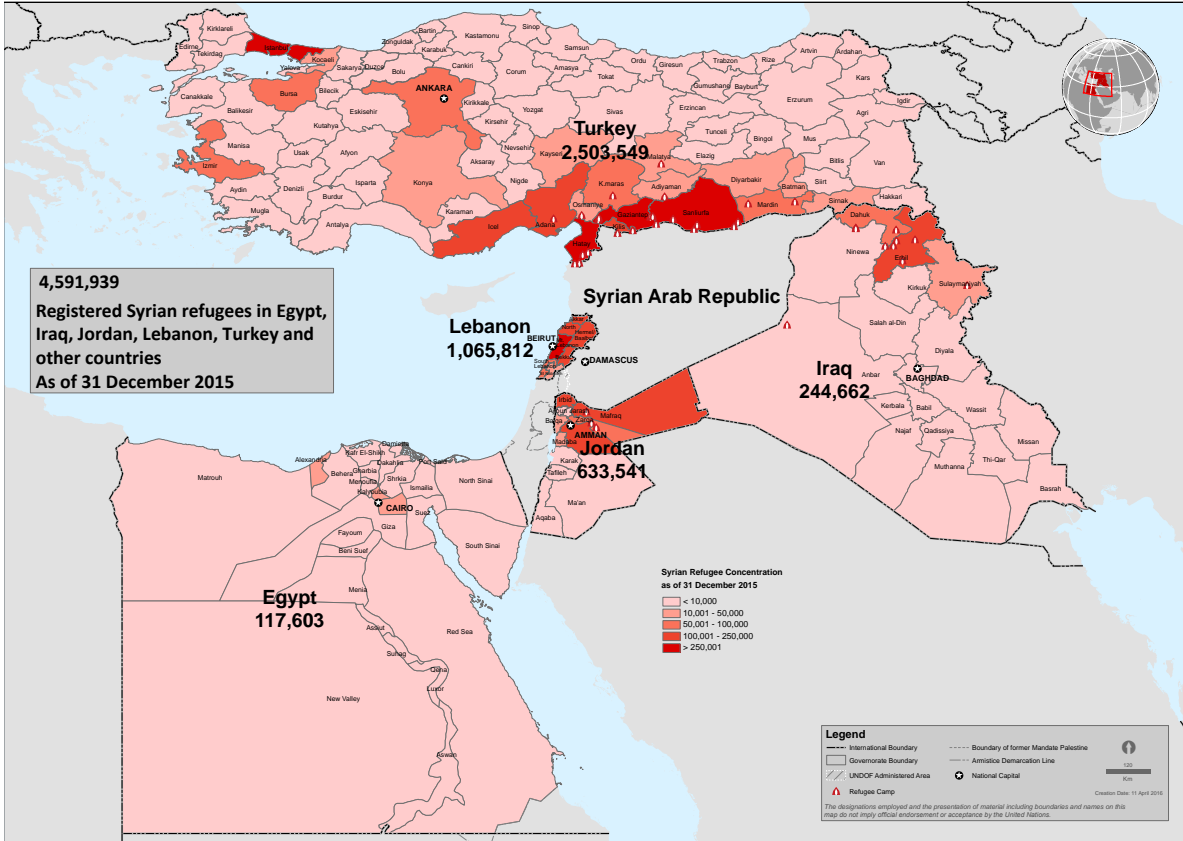 Kirklareli
Edirne
Tekirdag
Istanbul
Kocaeli
Yalova
Sakarya
Duzce
Zonguldak
Bartin
Karabuk
Kastamonu
Sinop
Samsun
Bolu
Cankiri
Corum
Amasya
Tokat
Ordu
Giresun
Trabzon
Rize
Artvin
Ardahan
Kars
Gumushane
Bayburt
Igdir
Canakkale
Balikesir
Bursa
Bilecik
Eskisehir
ANKARA
Kirikkale
Yozgat
Sivas
Erzincan
Erzurum
Agri
Kutahya
Kirsehir
Turkey
2,503,549
Tunceli
Bingol
Mus
Manisa
Usak
Afyon
Aksaray
Nevsehir
Kayseri
Malatya
Elazig
Bitlis
Van
Izmir
Konya
Nigde
K.maras
Adiyaman
Diyarbakir
Batman
Siirt
Hakkari
Aydin
Denizli
Isparta
Burdur
Mugla
Antalya
Karaman
Icel
Adana
Osmaniye
Gaziantep
Kilis
Sanliurfa
Mardin
Sirnak
Hatay
4,591,939
Registered Syrian refugees in Egypt,
Iraq, Jordan, Lebanon, Turkey and
other countries
As of 31 December 2015
Syrian Arab Republic
Lebanon
1,065,812
BEIRUT
North
South
Lebanon
DAMASCUS
Dahuk
Ninewa
Erbil
Sulaymaniyah
Kirkuk
Salah al-Din
Diyala
Iraq
244,662
Anbar
BAGHDAD
Kerbala
Babil
Wassit
Najaf
Qadissiya
Missan
Thi-Qar
Muthanna
Basrah
Irbid
Ajloun
Jarash
Mafraq
Balqa
Zarqa
AMMAN
Madaba
Jordan
633,541
Karak
Tafileh
Ma'an
Aqaba
Matrouh
Alexandria
Behera
Kafr El-Shikh
Damietta
Dakahlia
Port Said
Gharbia
Menoufia
Shrkia
Ismailia
Kalyoubia
CAIRO
Suez
Giza
North Sinai
South Sinai
Fayoum
Beni Suef
Menia
Egypt
117,603
Assiut
Suhag
Red Sea
Qena
Luxor
New Valley
Aswan
Syrian Refugee Concentration
as of 31 December 2015
< 10,000
10,001 - 50,000
50,001 - 100,000
100,001 - 250,000
> 250,001
Legend
International Boundary
Governorate Boundary
UNDOF Administered Area
Refugee Camp
Boundary of former Mandate Palestine
Armistice Demarcation Line
National Capital
120
Km
Creation Date: 11 April 2016
The designations employed and the presentation of material including boundaries and names on this
map do not imply official endorsement or acceptance by the United Nations.